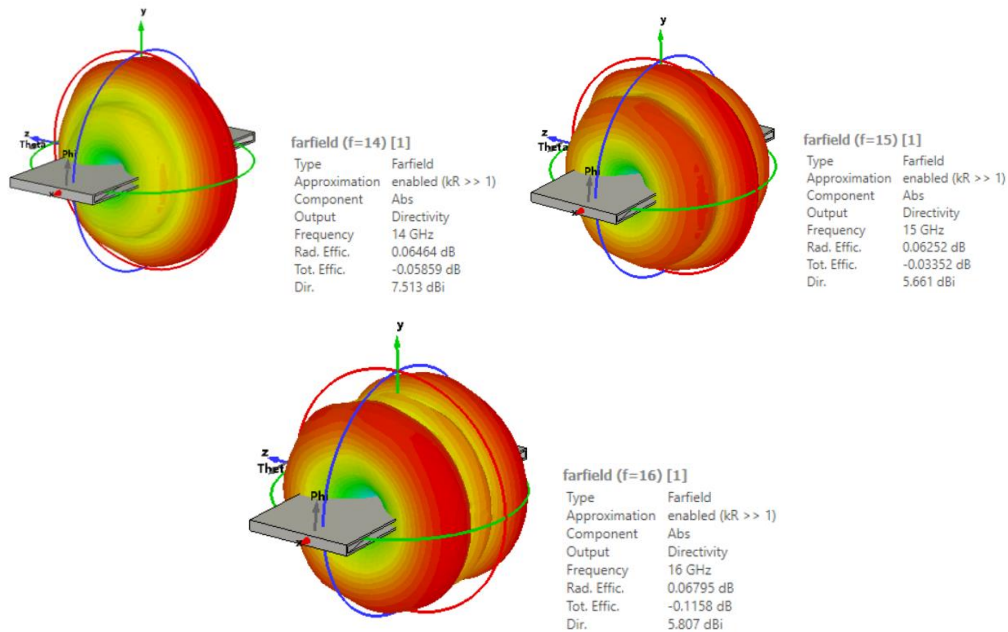 y
z
Theta
Phi
x
farfield (f=14) [1]
Type Farfield
Approximation enabled (kR >> 1)
Component Abs
Output Directivity
Frequency 14 GHz
Rad. Effic. 0.06464 dB
Tot. Effic. -0.05859 dB
Dir. 7.513 dBi
y
z
Theta
Phi
x
farfield (f=15) [1]
Type Farfield
Approximation enabled (kR >> 1)
Component Abs
Output Directivity
Frequency 15 GHz
Rad. Effic. 0.06252 dB
Tot. Effic. -0.03352 dB
Dir. 5.661 dBi
y
z
Thet
Phi
x
farfield (f=16) [1]
Type Farfield
Approximation enabled (kR >> 1)
Component Abs
Output Directivity
Frequency 16 GHz
Rad. Effic. 0.06795 dB
Tot. Effic. -0.1158 dB
Dir. 5.807 dBi